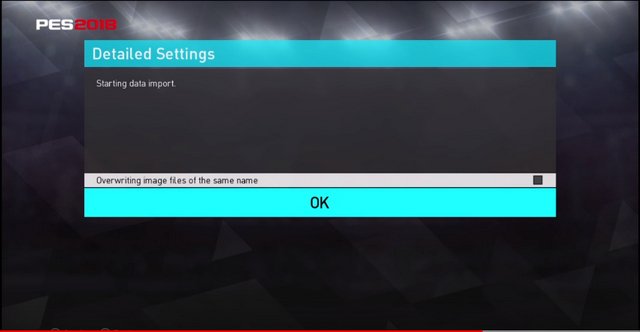 PES2018
Detailed Settings
Starting data import.
Overwriting image files of the same name
OK